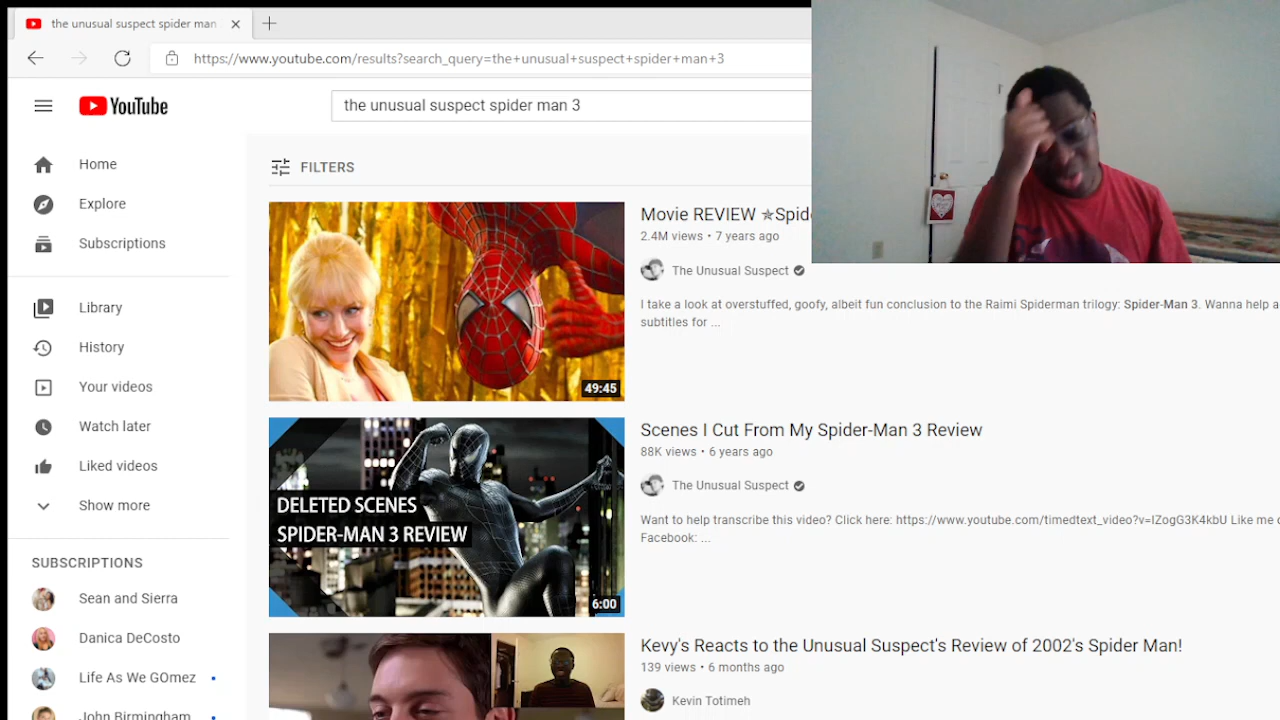 the unusual suspect spider man
https://www.youtube.com/results?search_query=the+unusual+suspect+spider+man+3
YouTube
the unusual suspect spider man 3
Home
Explore
Subscriptions
Library
History
Your videos
Watch later
Liked videos
Show more
SUBSCRIPTIONS
Sean and Sierra
Danica DeCosto
Life As We GOmez
John Birmingham
FILTERS
49:45
Movie REVIEW ✯Spid
2.4M views • 7 years ago
The Unusual Suspect
I take a look at overstuffed, goofy, albeit fun conclusion to the Raimi Spiderman trilogy: Spider-Man 3. Wanna help a
subtitles for ...
DELETED SCENES
SPIDER-MAN 3 REVIEW
6:00
Scenes I Cut From My Spider-Man 3 Review
88K views • 6 years ago
The Unusual Suspect
Want to help transcribe this video? Click here: https://www.youtube.com/timedtext_video?v=IZogG3K4kbU Like me
Facebook: ...
Kevy's Reacts to the Unusual Suspect's Review of 2002's Spider Man!
139 views • 6 months ago
Kevin Totimeh